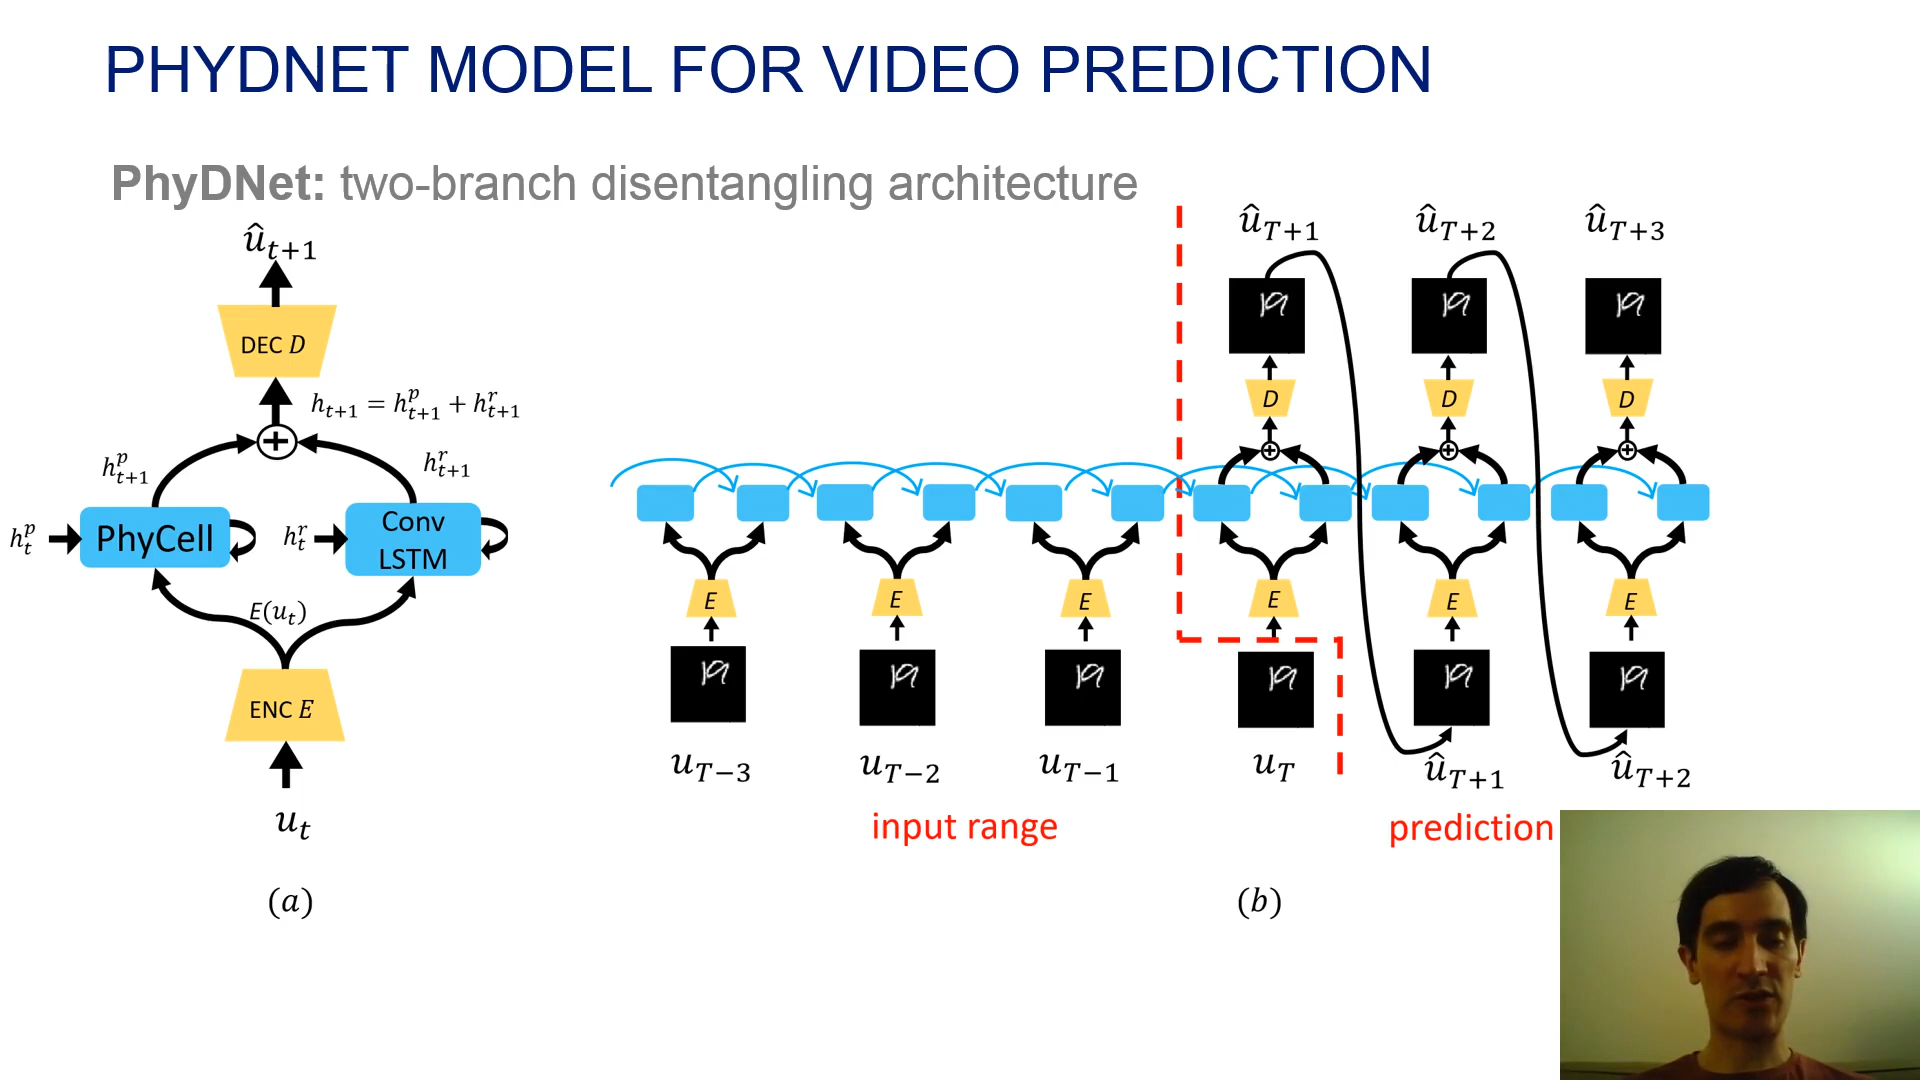 PHYDNET MODEL FOR VIDEO PREDICTION
PhyDNet: two-branch disentangling architecture
û_{t+1}
DEC D
h_{t+1} = h^p_{t+1} + h^r_{t+1}
h^p_{t+1}
h^r_{t+1}
h^p_t
PhyCell
h^r_t
Conv
LSTM
E(u_t)
ENC E
u_t
(a)
û_{T+1} û_{T+2} û_{T+3}
D D D
E E E E E E
u_{T−3} u_{T−2} u_{T−1} u_T û_{T+1} û_{T+2}
input range prediction
(b)